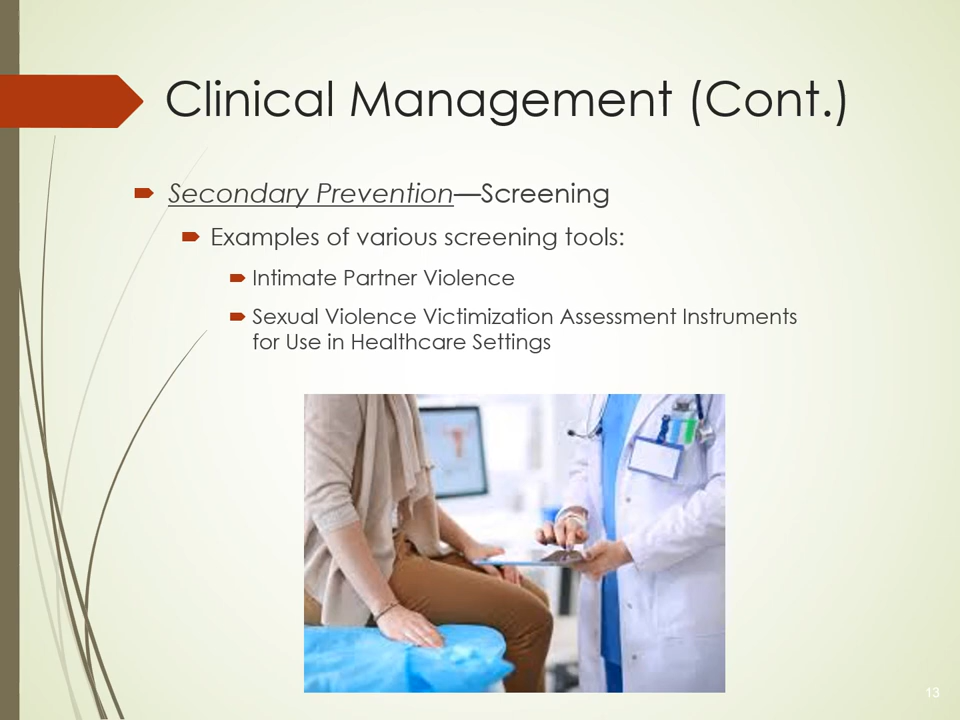 Clinical Management (Cont.)
Secondary Prevention—Screening
Examples of various screening tools:
Intimate Partner Violence
Sexual Violence Victimization Assessment Instruments
for Use in Healthcare Settings
13